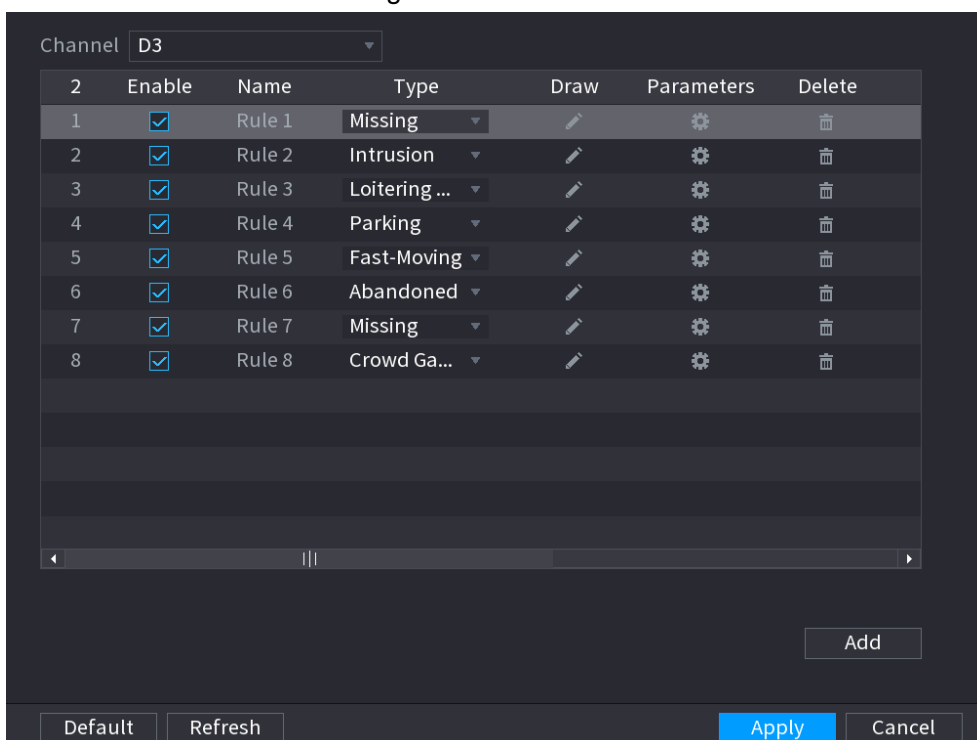 Channel D3
2 Enable Name Type Draw Parameters Delete
1 Rule 1 Missing
2 Rule 2 Intrusion
3 Rule 3 Loitering ...
4 Rule 4 Parking
5 Rule 5 Fast-Moving
6 Rule 6 Abandoned
7 Rule 7 Missing
8 Rule 8 Crowd Ga...
Add
Default Refresh Apply Cancel